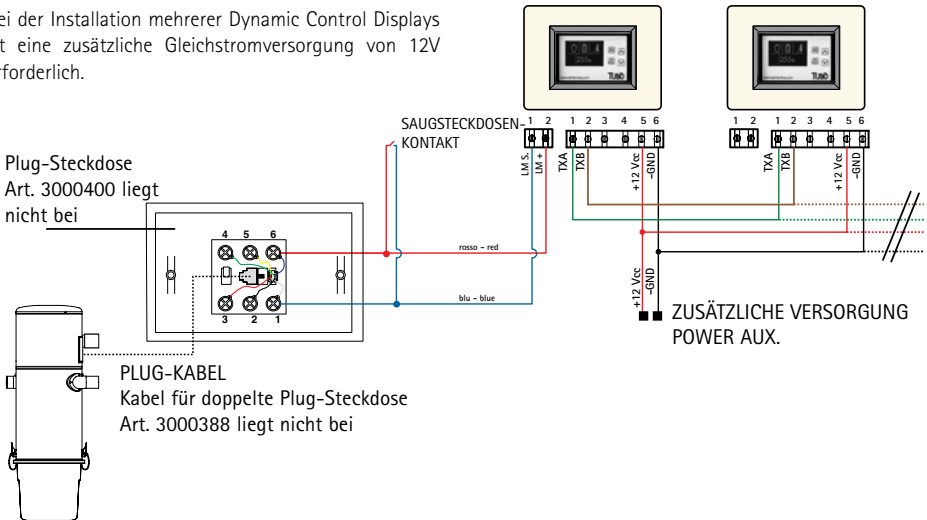 ei der Installation mehrerer Dynamic Control Displays
t eine zusätzliche Gleichstromversorgung von 12V
rforderlich.
TUBÒ
TUBÒ
SAUGSTECKDOSEN-
KONTAKT
1 2
1 2 3 4 5 6
1 2
1 2 3 4 5 6
LM S.
LM +
TXA
TXB
+12 Vcc
-GND
TXA
TXB
+12 Vcc
-GND
Plug-Steckdose
Art. 3000400 liegt
nicht bei
4 5 6
3 2 1
rosso - red
blu - blue
+12 Vcc
-GND
ZUSÄTZLICHE VERSORGUNG
POWER AUX.
PLUG-KABEL
Kabel für doppelte Plug-Steckdose
Art. 3000388 liegt nicht bei